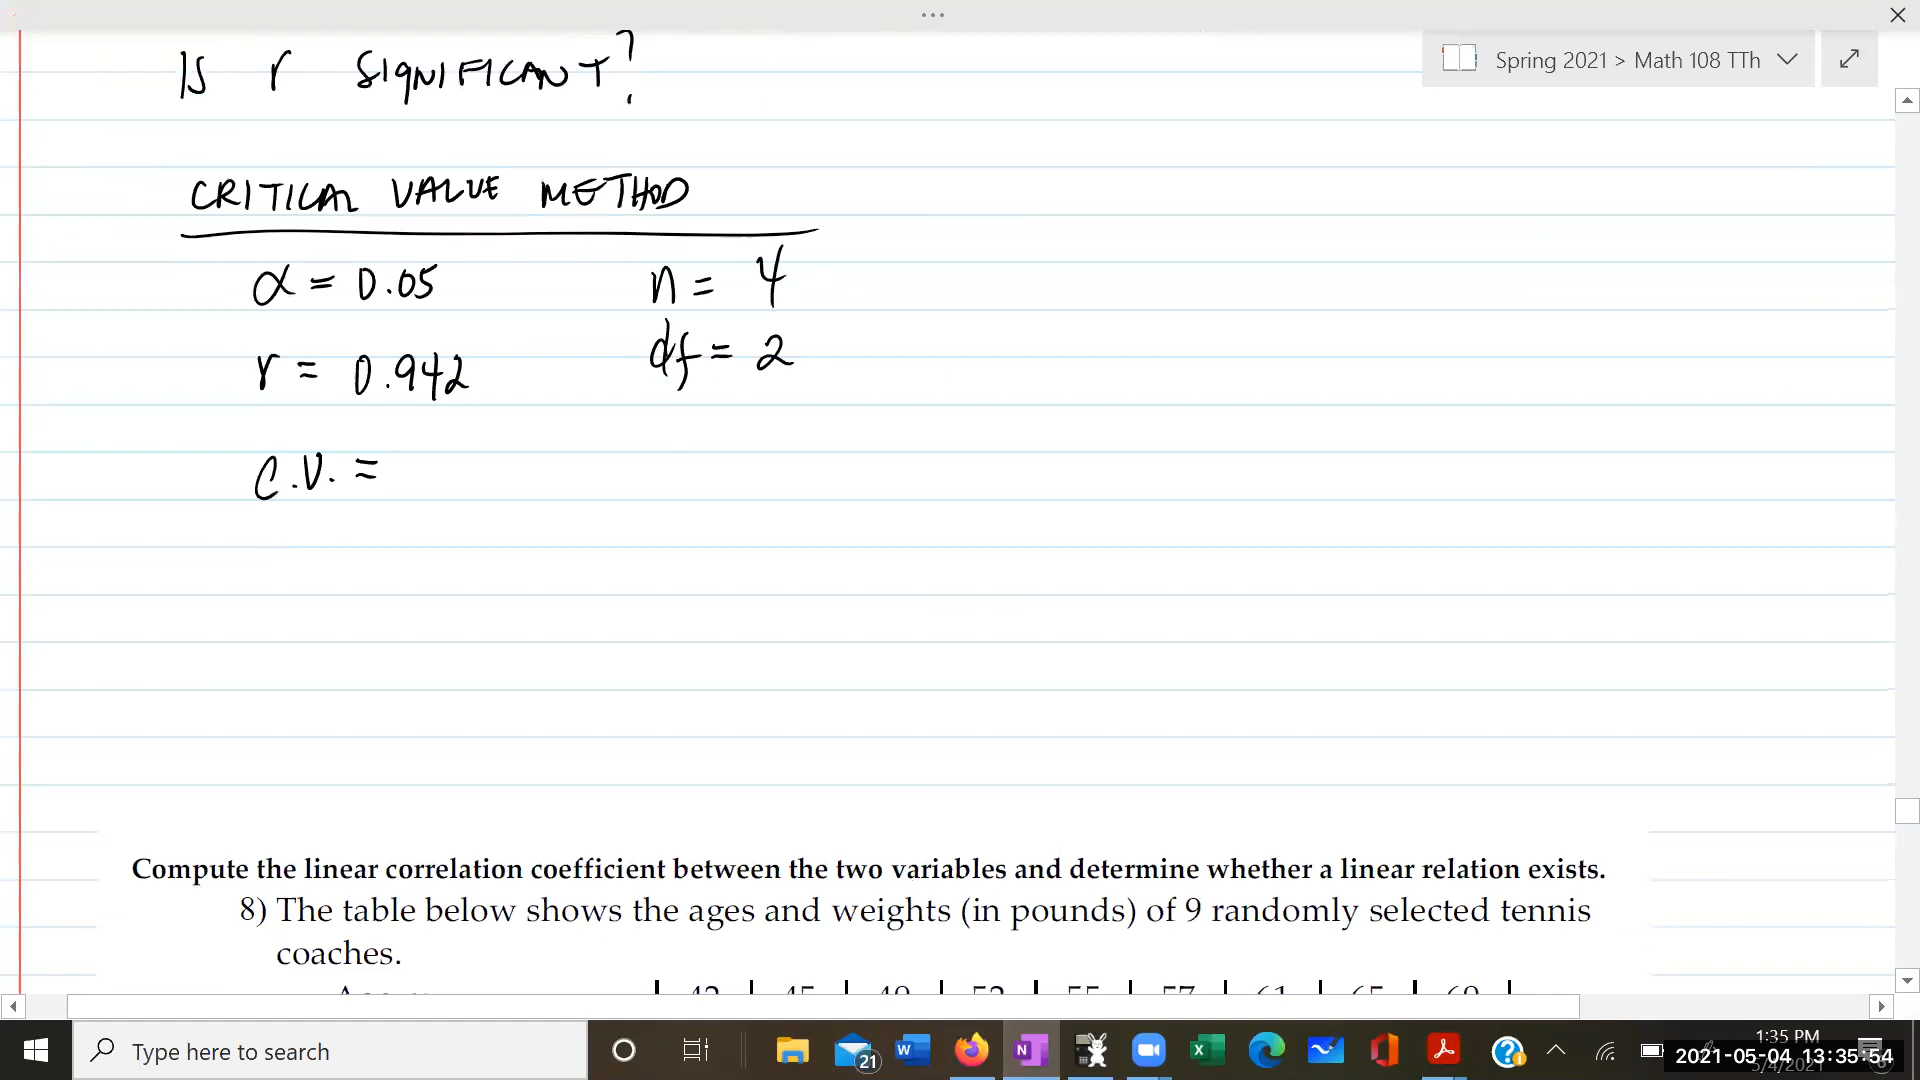 Spring 2021 > Math 108 TTh
IS r SIGNIFICANT?
CRITICAL VALUE METHOD
α = 0.05 n = 4
df = 2
r = 0.942
C.V. =
Compute the linear correlation coefficient between the two variables and determine whether a linear relation exists.
8) The table below shows the ages and weights (in pounds) of 9 randomly selected tennis
coaches.
Type here to search
21
1:35 PM
2021-05-04 13:35:54